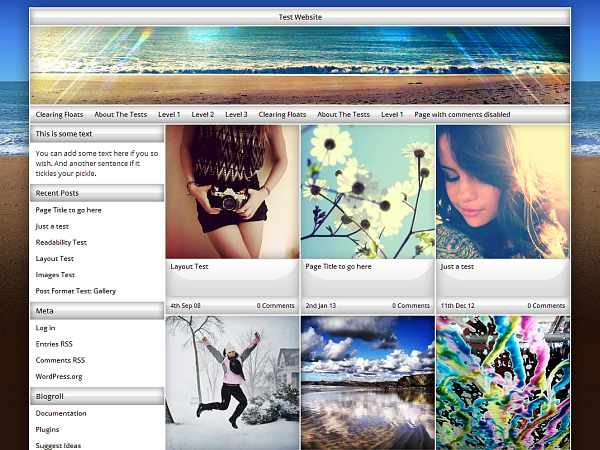 Test Website
Clearing Floats About The Tests Level 1 Level 2 Level 3 Clearing Floats About The Tests Level 1 Page with comments disabled
This is some text
You can add some text here if you so
wish. And another sentence if it
tickles your pickle.
Recent Posts
Page Title to go here
Just a test
Readability Test
Layout Test
Images Test
Post Format Test: Gallery
Meta
Log in
Entries RSS
Comments RSS
WordPress.org
Blogroll
Documentation
Plugins
Suggest Ideas
Layout Test
4th Sep 08 0 Comments
Page Title to go here
2nd Jan 13 0 Comments
Just a test
11th Dec 12 0 Comments